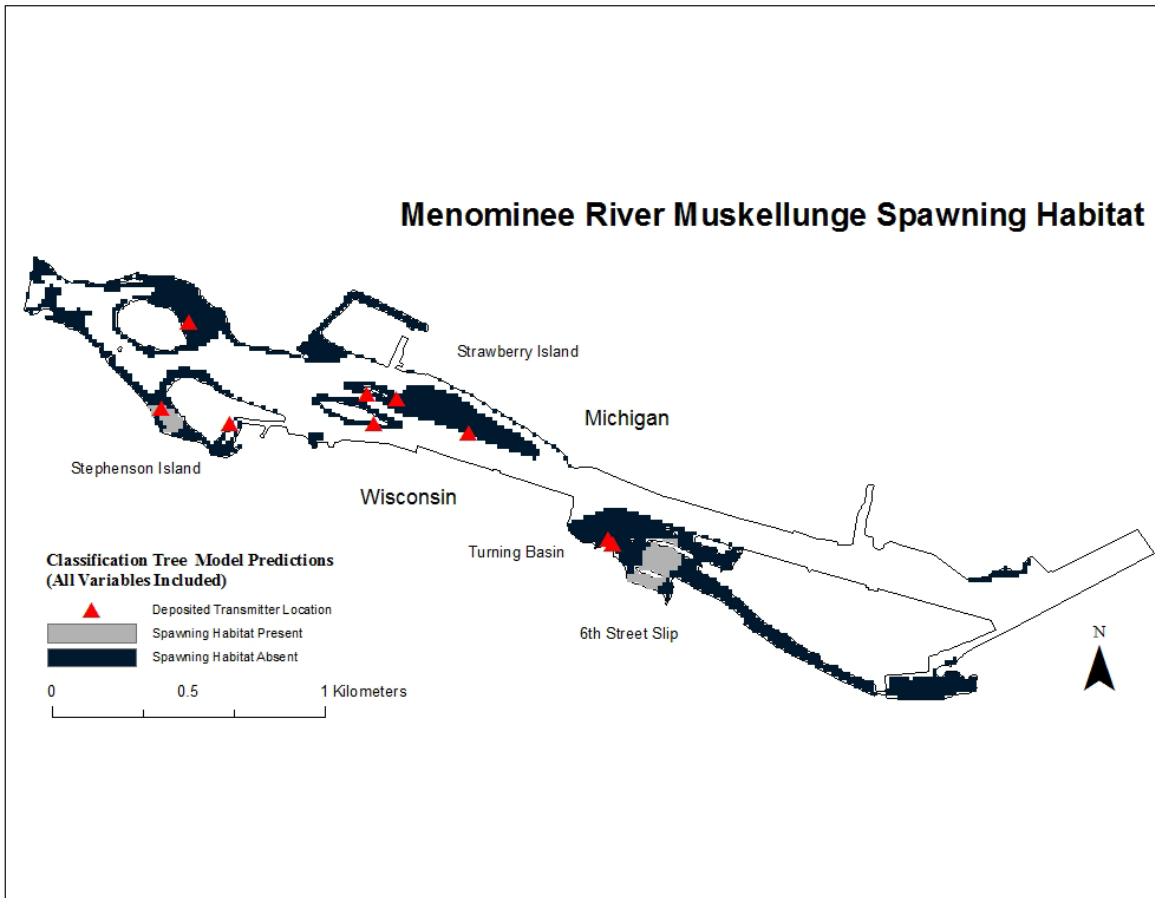 Menominee River Muskellunge Spawning Habitat
Strawberry Island
Michigan
Stephenson Island
Wisconsin
Turning Basin
6th Street Slip
Classification Tree Model Predictions
(All Variables Included)
Deposited Transmitter Location
Spawning Habitat Present
Spawning Habitat Absent
0 0.5 1 Kilometers
N